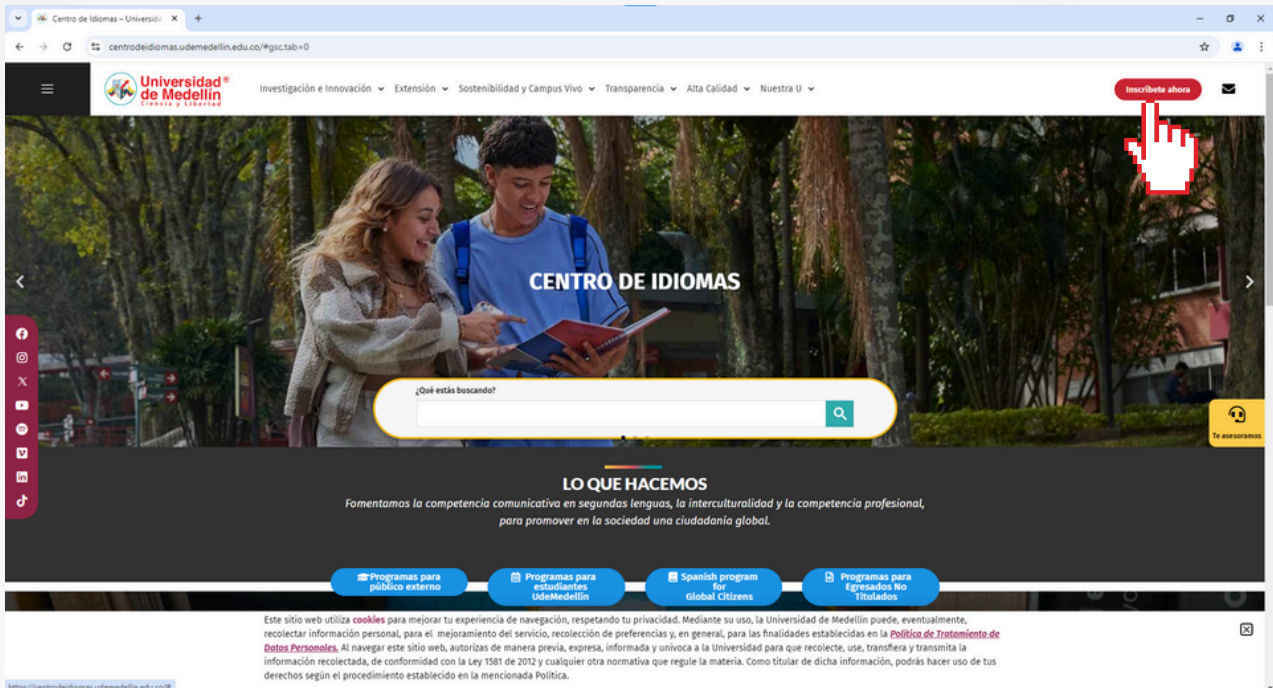 Centro de Idiomas – Universida
centrodeidiomas.udemedellin.edu.co/#gsc.tab=0
Universidad®
de Medellín
Ciencia y Libertad
Investigación e Innovación
Extensión
Sostenibilidad y Campus Vivo
Transparencia
Alta Calidad
Nuestra U
Inscríbete ahora
CENTRO DE IDIOMAS
¿Qué estás buscando?
Te asesoramos
LO QUE HACEMOS
Fomentamos la competencia comunicativa en segundas lenguas, la interculturalidad y la competencia profesional,
para promover en la sociedad una ciudadanía global.
Programas para
público externo
Programas para
estudiantes
UdeMedellín
Spanish program
for
Global Citizens
Programas para
Egresados No
Titulados
Este sitio web utiliza cookies para mejorar tu experiencia de navegación, respetando tu privacidad. Mediante su uso, la Universidad de Medellín puede, eventualmente,
recolectar información personal, para el mejoramiento del servicio, recolección de preferencias y, en general, para las finalidades establecidas en la Política de Tratamiento de
Datos Personales. Al navegar este sitio web, autorizas de manera previa, expresa, informada y unívoca a la Universidad para que recolecte, use, transfiera y transmita la
información recolectada, de conformidad con la Ley 1581 de 2012 y cualquier otra normativa que regule la materia. Como titular de dicha información, podrás hacer uso de tus
derechos según el procedimiento establecido en la mencionada Política.
https://centrodeidiomas.udemedellin.edu.co/#